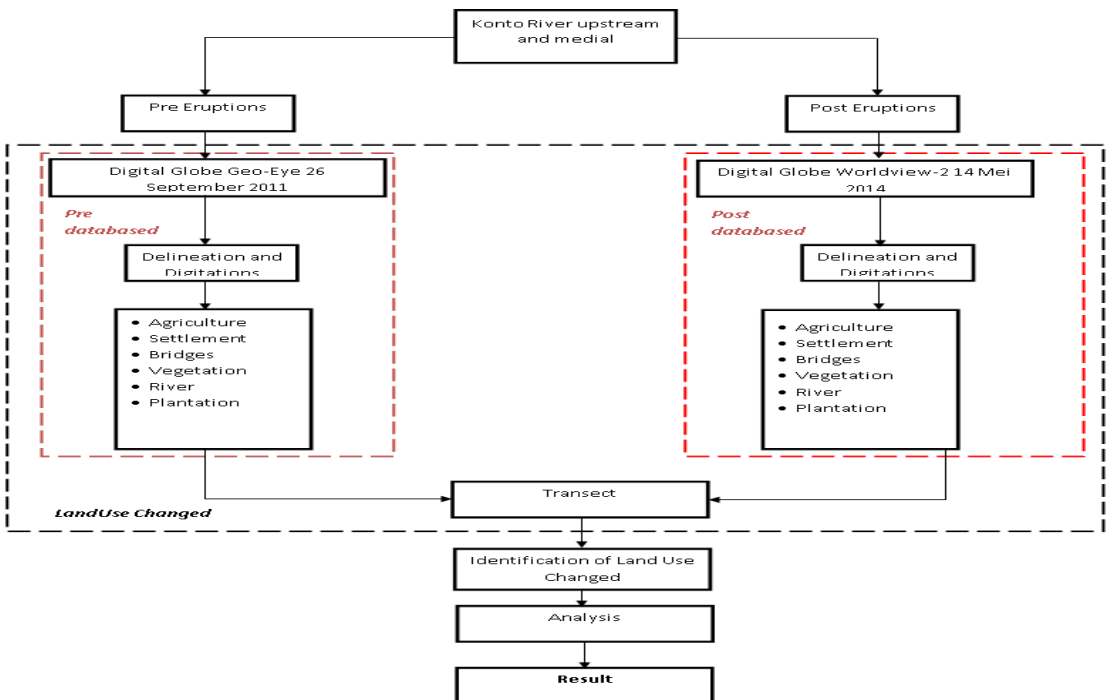 Konto River upstream
and medial
Pre Eruptions
Post Eruptions
Digital Globe Geo-Eye 26
September 2011
Digital Globe Worldview-2 14 Mei
2014
Pre
databased
Post
databased
Delineation and
Digitations
Delineation and
Digitations
• Agriculture
• Settlement
• Bridges
• Vegetation
• River
• Plantation
• Agriculture
• Settlement
• Bridges
• Vegetation
• River
• Plantation
Transect
LandUse Changed
Identification of Land Use
Changed
Analysis
Result